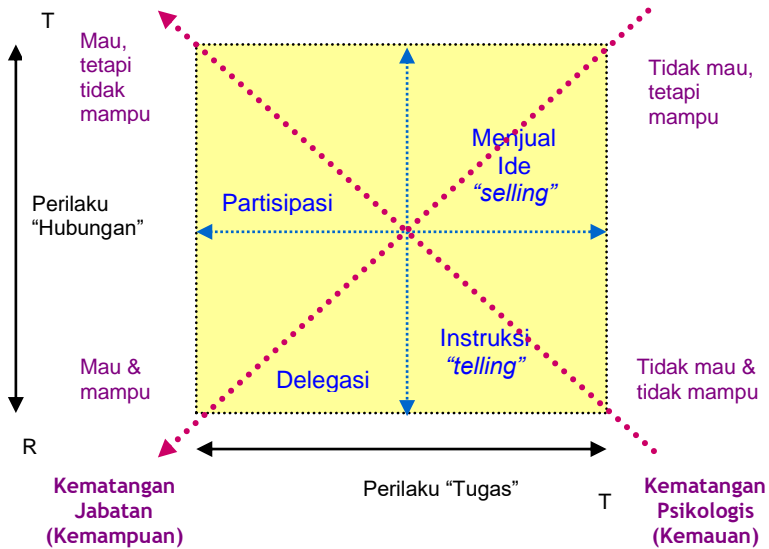 T
Mau,
tetapi
tidak
mampu
Tidak mau,
tetapi
mampu
Menjual
Ide
“selling”
Perilaku
“Hubungan”
Partisipasi
Instruksi
“telling”
Mau &
mampu
Delegasi
Tidak mau &
tidak mampu
R
Kematangan
Jabatan
(Kemampuan)
Perilaku “Tugas”
T
Kematangan
Psikologis
(Kemauan)